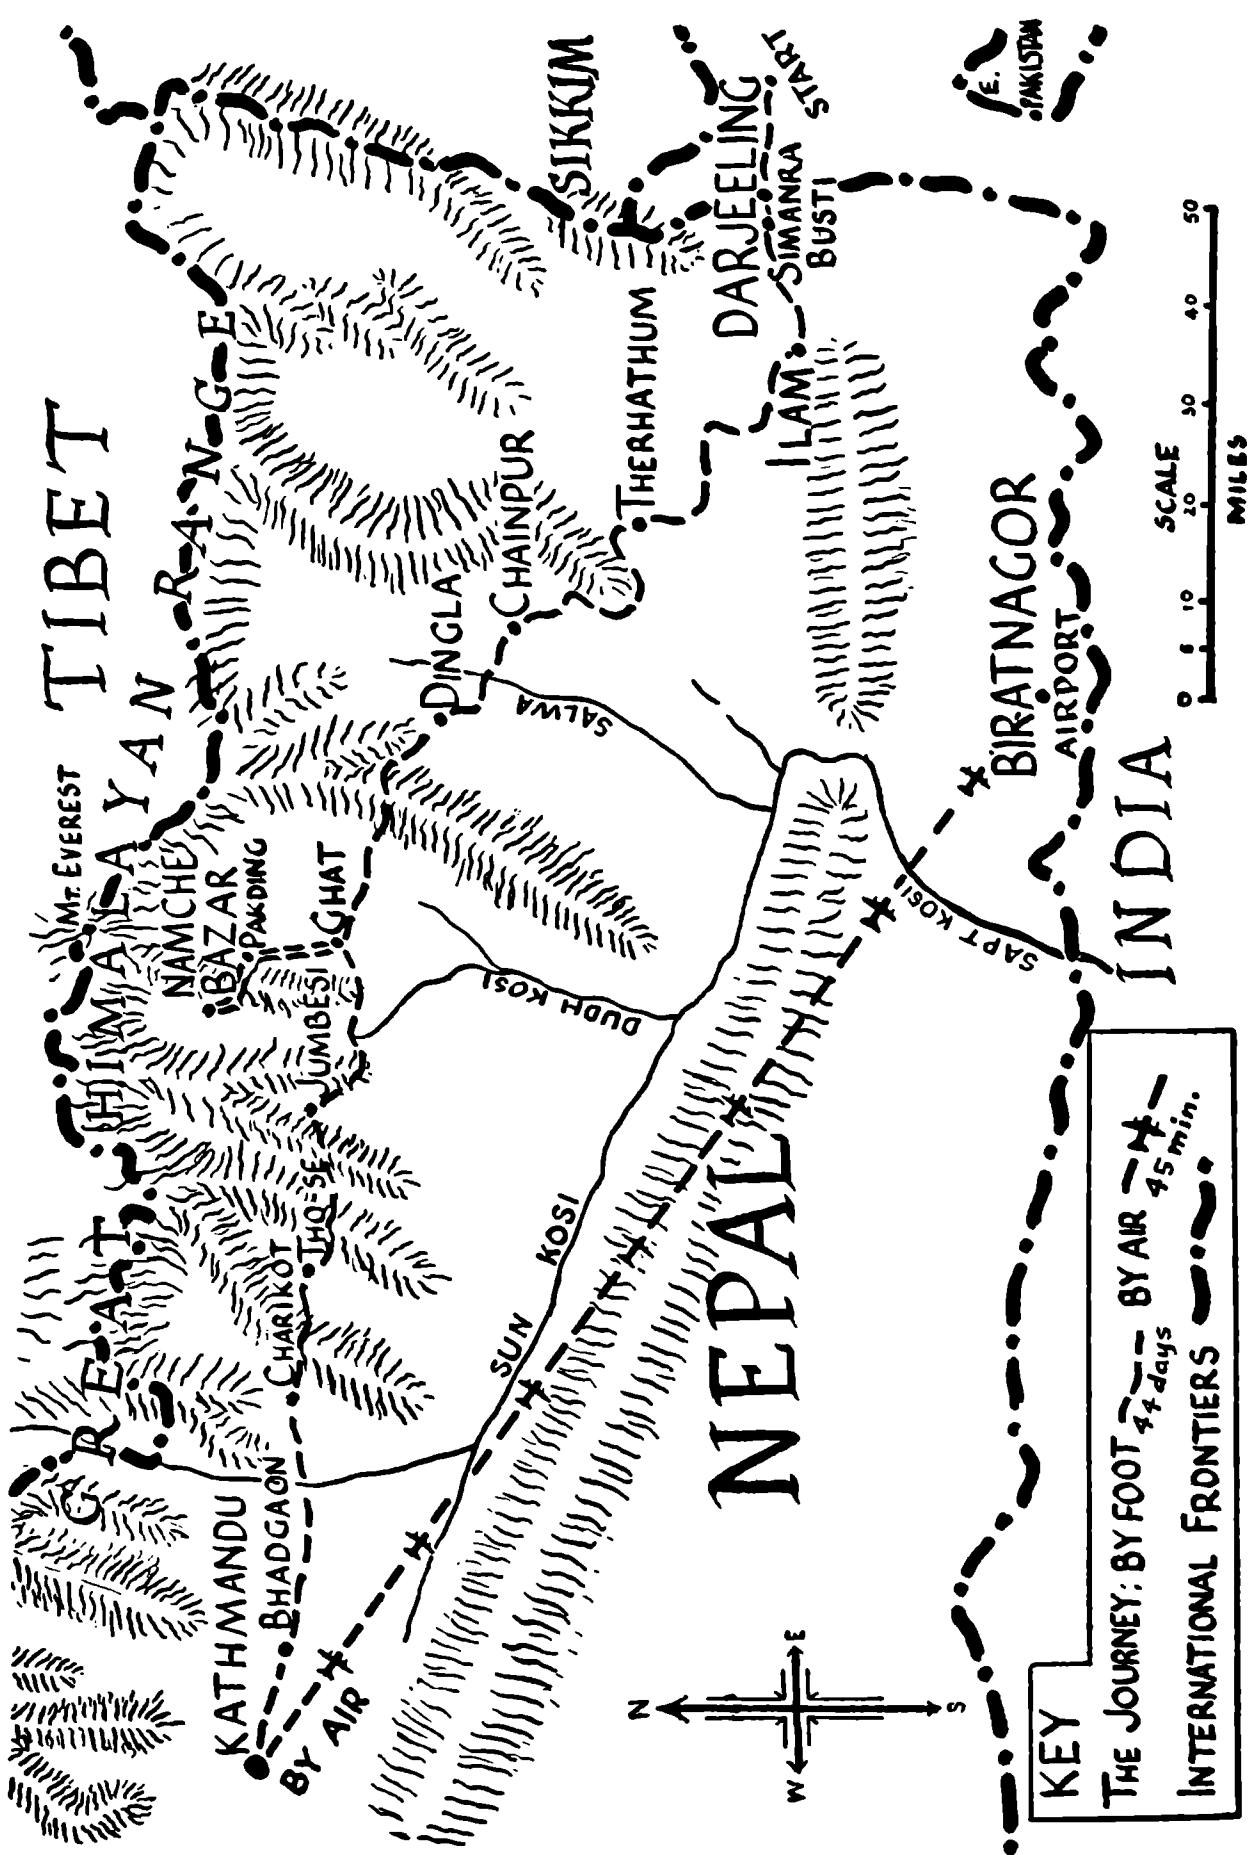 TIBET
GREAT HIMALAYAN RANGE
MT. EVEREST
NAMCHE
BAZAR
PAKDING
GHAT
JUMBESI
THO-SE
CHARIKOT
KATHMANDU
BHADGAON
BY AIR
DINGLA
CHAINPUR
THERHATHUM
SIKKIM
DARJEELING
START
SIMANRA
BUSTI
ILAM
SALWA
DUDH KOSI
SUN KOSI
SAPT KOSI
NEPAL
BIRATNAGOR
AIRPORT
E.
PAKISTAN
INDIA
N
W E
S
SCALE
0 5 10 20 30 40 50
MILES
KEY
THE JOURNEY: BY FOOT 44 days BY AIR 45 min.
INTERNATIONAL FRONTIERS